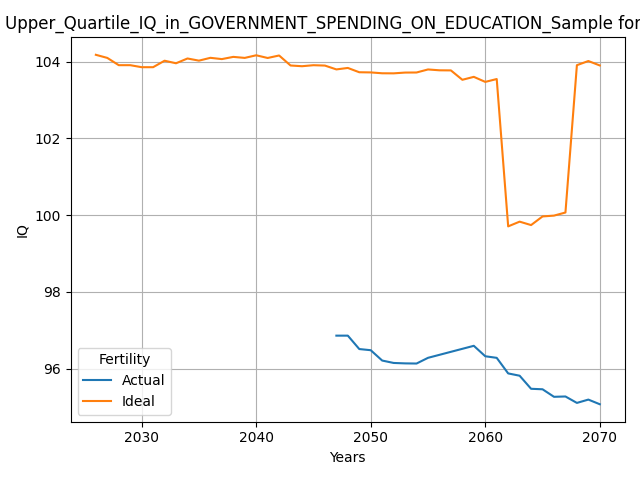 Upper_Quartile_IQ_in_GOVERNMENT_SPENDING_ON_EDUCATION_Sample for
104
102
100
98
96
IQ
Fertility
Actual
Ideal
2030 2040 2050 2060 2070
Years